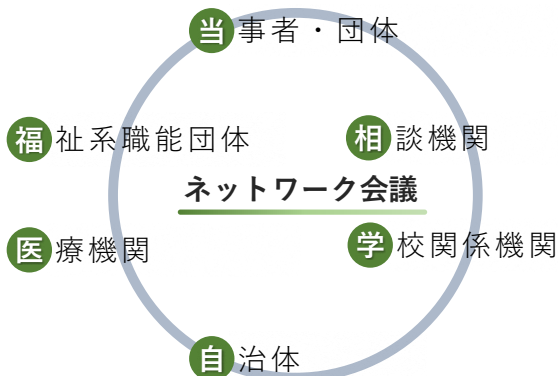 当事者・団体
福祉系職能団体
相談機関
ネットワーク会議
医療機関
学校関係機関
自治体